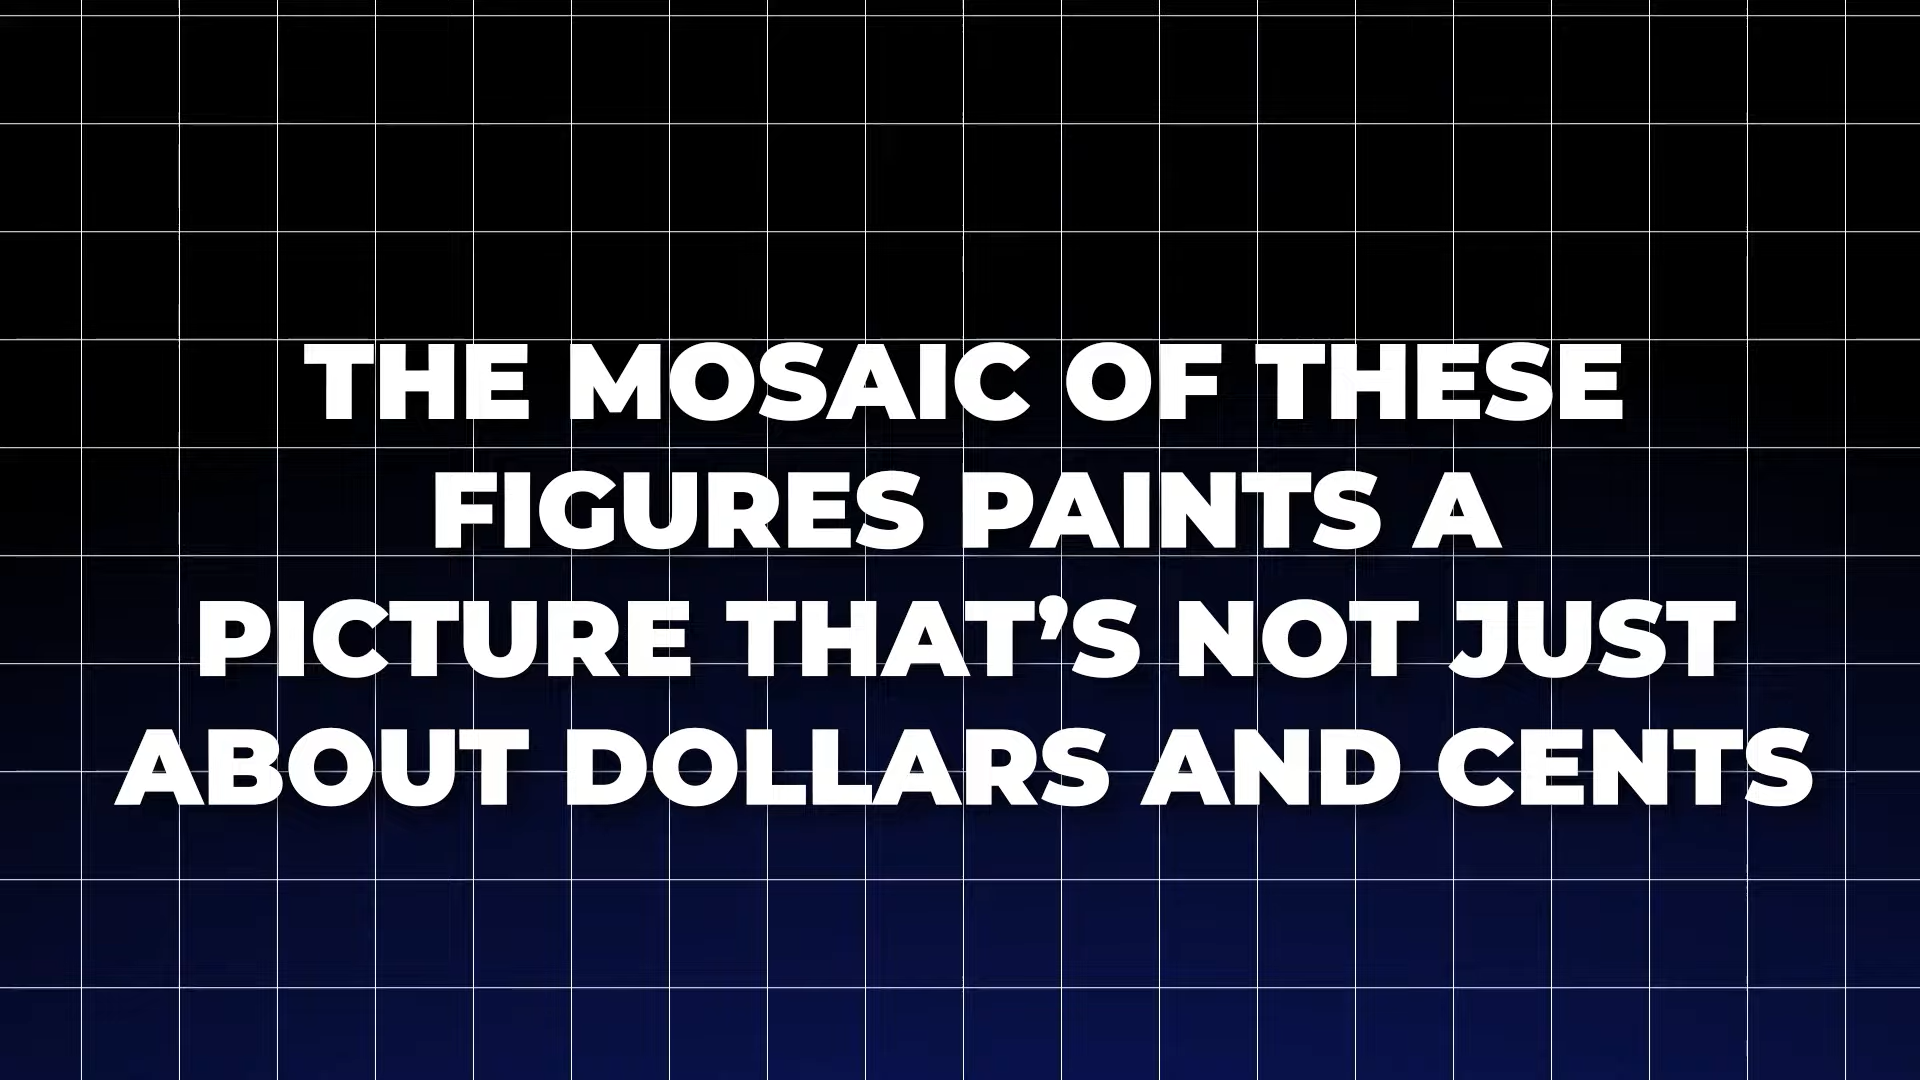 THE MOSAIC OF THESE
FIGURES PAINTS A
PICTURE THAT’S NOT JUST
ABOUT DOLLARS AND CENTS